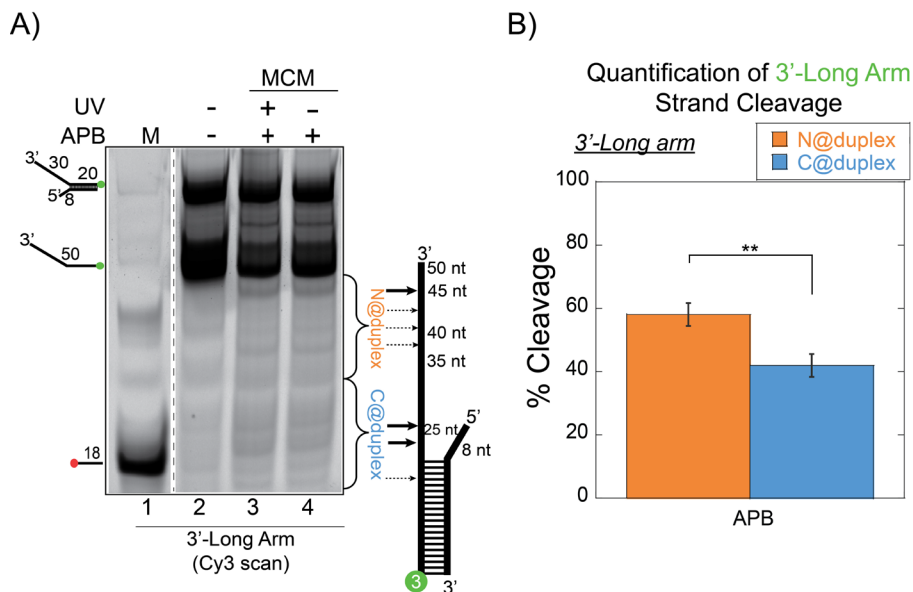 A)
MCM
UV - + -
APB M - + +
3' 30
20
5' 8
3'
50
18
1 2 3 4
3'-Long Arm
(Cy3 scan)
N@duplex
C@duplex
3'
50 nt
45 nt
40 nt
35 nt
5'
25 nt
8 nt
3
3'
B)
Quantification of 3'-Long Arm
Strand Cleavage
3'-Long arm
N@duplex
C@duplex
% Cleavage
100
80
60
40
20
0
**
APB